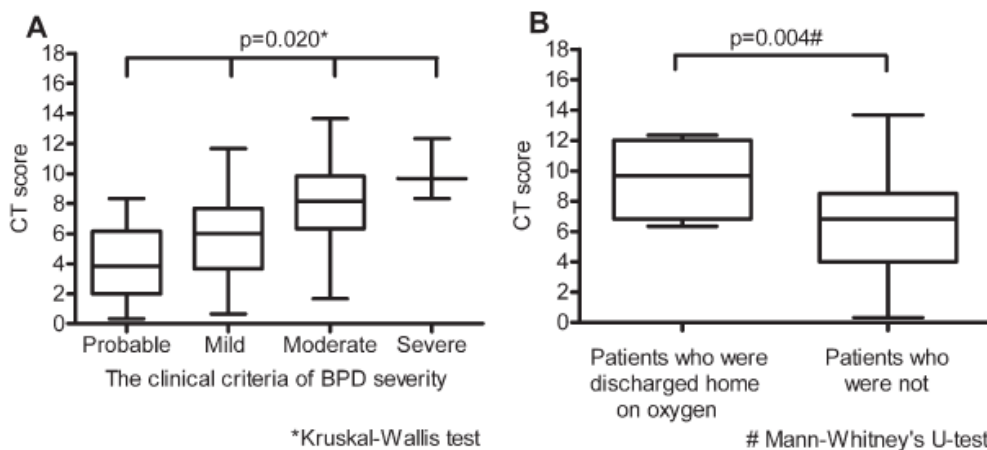 A
p=0.020*
18
16
14
12
10
8
6
4
2
0
CT score
Probable Mild Moderate Severe
The clinical criteria of BPD severity
*Kruskal-Wallis test
B
p=0.004#
18
16
14
12
10
8
6
4
2
0
CT score
Patients who were
discharged home
on oxygen
Patients who
were not
# Mann-Whitney's U-test